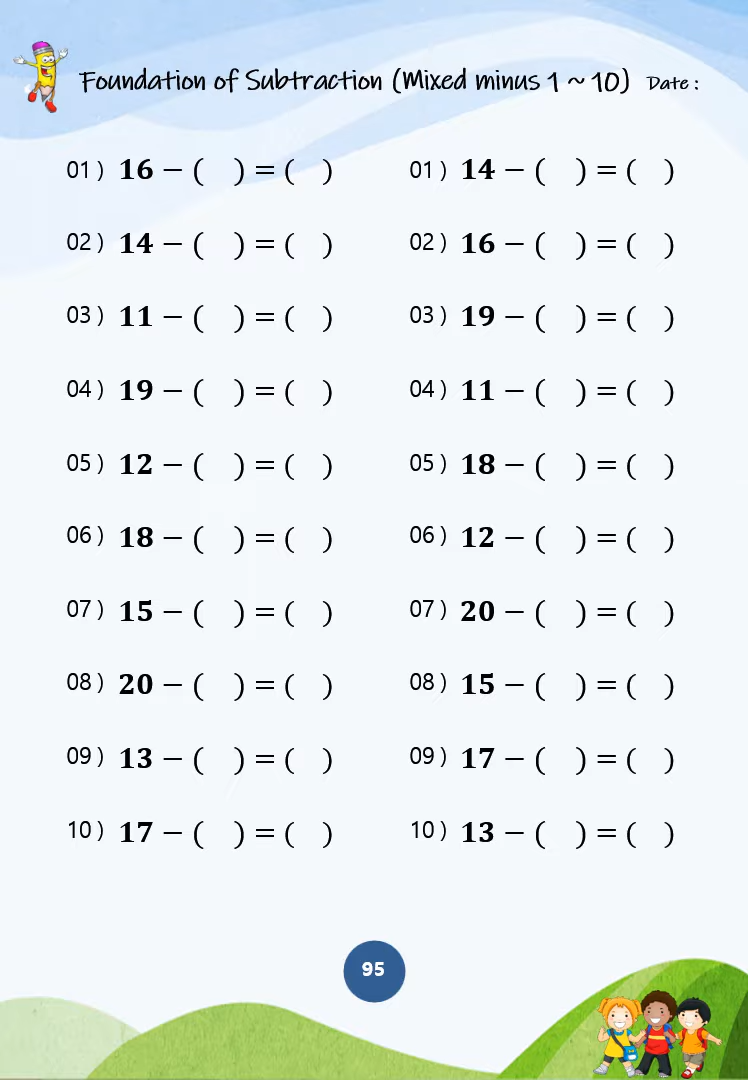 Foundation of Subtraction (Mixed minus 1 ~ 10) Date :
01) 16 − (   ) = (   )
02) 14 − (   ) = (   )
03) 11 − (   ) = (   )
04) 19 − (   ) = (   )
05) 12 − (   ) = (   )
06) 18 − (   ) = (   )
07) 15 − (   ) = (   )
08) 20 − (   ) = (   )
09) 13 − (   ) = (   )
10) 17 − (   ) = (   )
01) 14 − (   ) = (   )
02) 16 − (   ) = (   )
03) 19 − (   ) = (   )
04) 11 − (   ) = (   )
05) 18 − (   ) = (   )
06) 12 − (   ) = (   )
07) 20 − (   ) = (   )
08) 15 − (   ) = (   )
09) 17 − (   ) = (   )
10) 13 − (   ) = (   )
95